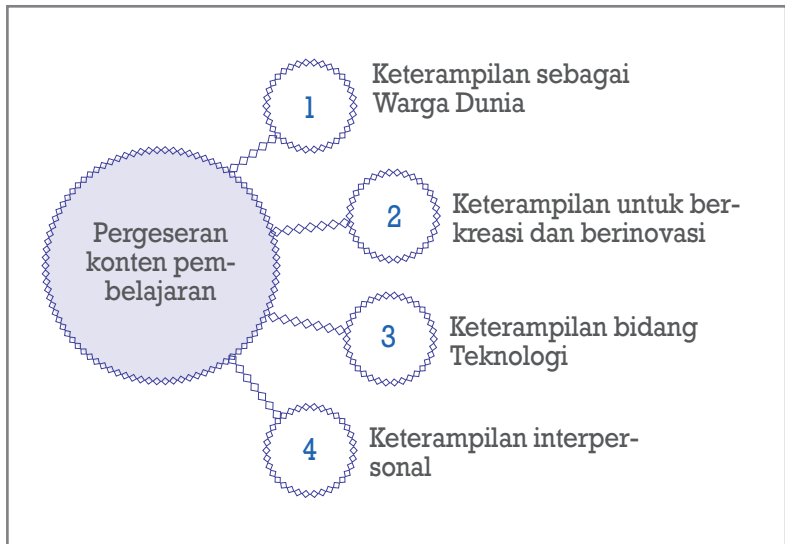 Pergeseran
konten pem-
belajaran
1
Keterampilan sebagai
Warga Dunia
2
Keterampilan untuk ber-
kreasi dan berinovasi
3
Keterampilan bidang
Teknologi
4
Keterampilan interper-
sonal